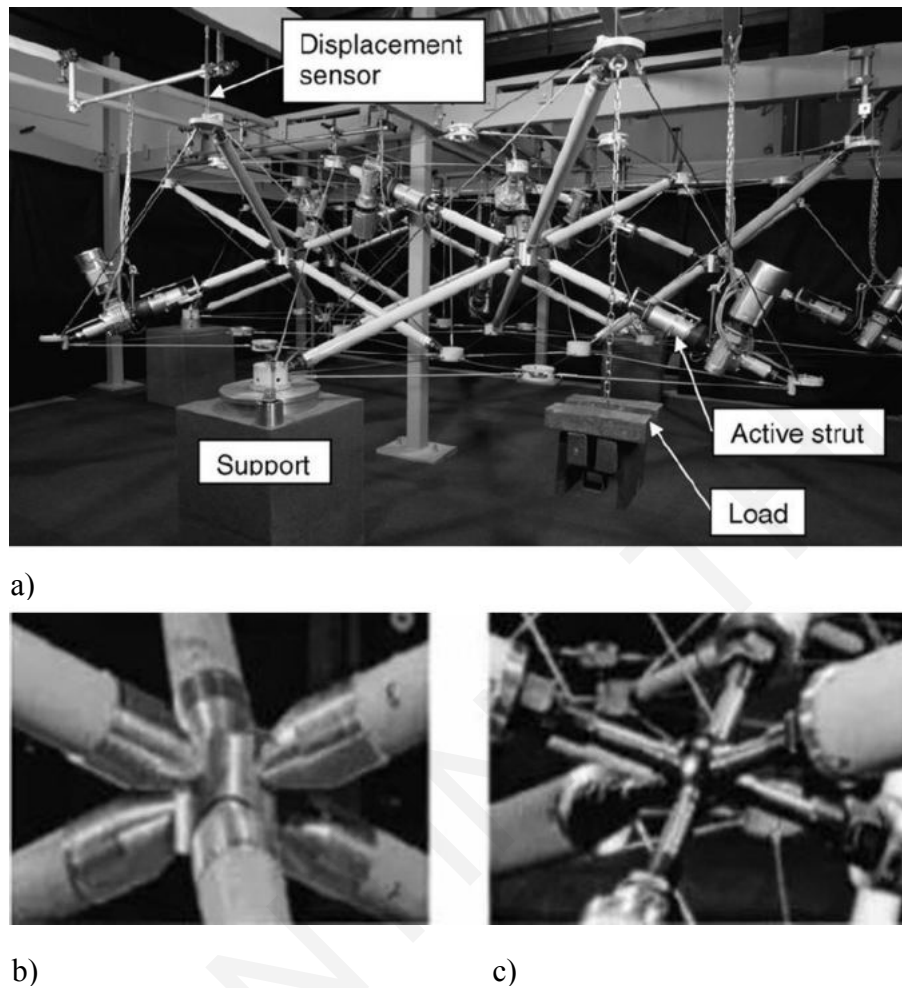 Displacement
sensor
Support
Active strut
Load
a)
b)
c)